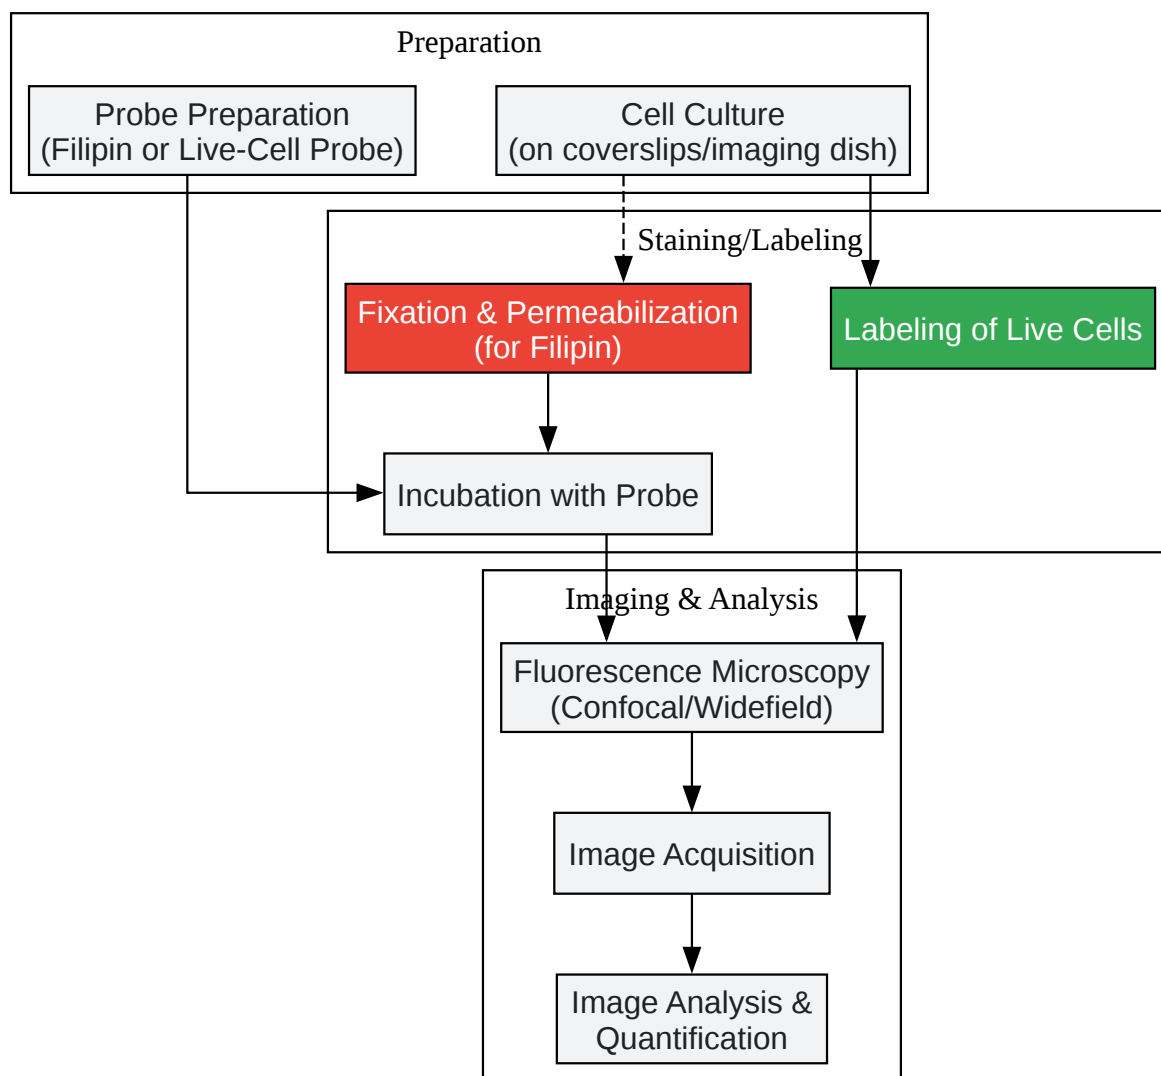 Preparation
Probe Preparation
(Filipin or Live-Cell Probe)
Cell Culture
(on coverslips/imaging dish)
Staining/Labeling
Fixation & Permeabilization
(for Filipin)
Labeling of Live Cells
Incubation with Probe
Imaging & Analysis
Fluorescence Microscopy
(Confocal/Widefield)
Image Acquisition
Image Analysis &
Quantification